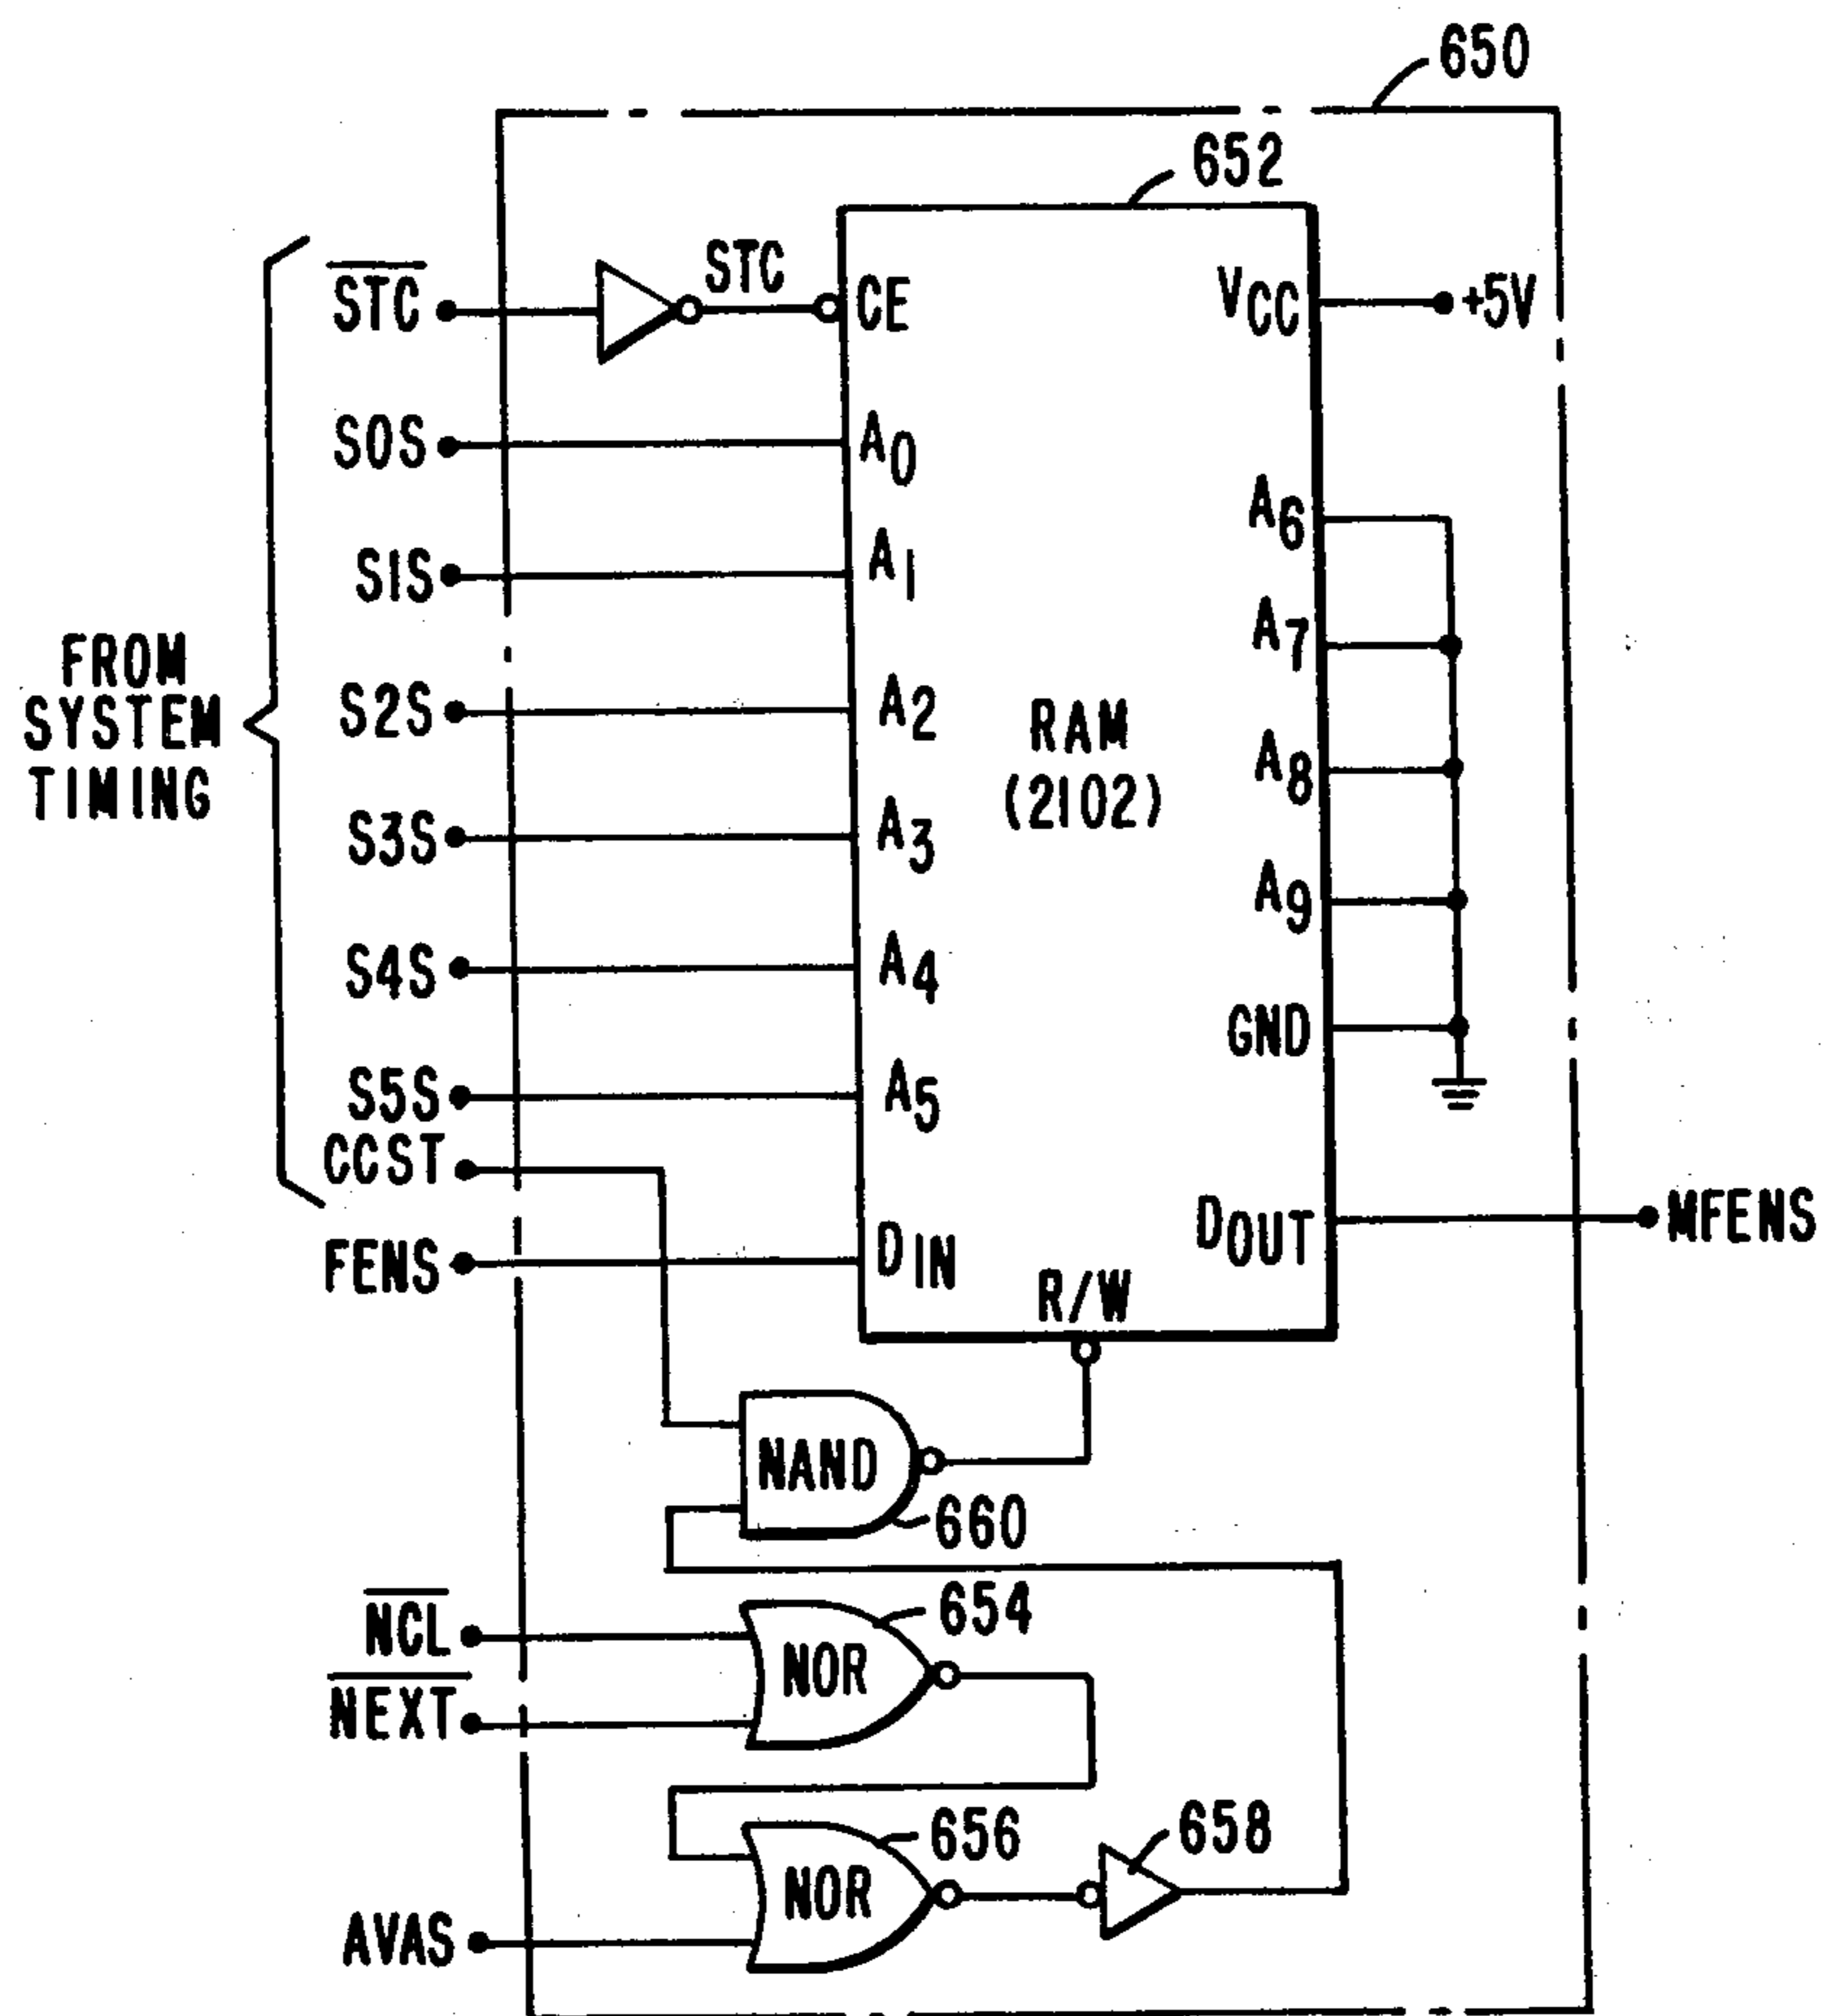 650
652
STC
STC
CE
VCC
+5V
S0S
A0
S1S
A1
A6
A7
FROM
SYSTEM
TIMING
S2S
A2
RAM
(2102)
A8
S3S
A3
A9
S4S
A4
GND
S5S
A5
CCST
FENS
DIN
DOUT
MFENS
R/W
NAND
660
NCL
654
NOR
NEXT
656
658
NOR
AVAS